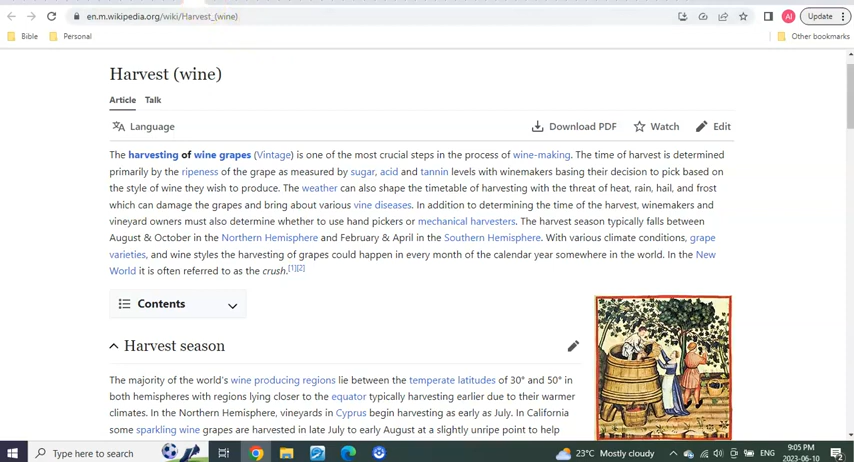 en.m.wikipedia.org/wiki/Harvest_(wine)
AI
Update
Bible
Personal
Other bookmarks
Harvest (wine)
Article
Talk
Language
Download PDF
Watch
Edit
The harvesting of wine grapes (Vintage) is one of the most crucial steps in the process of wine-making. The time of harvest is determined
primarily by the ripeness of the grape as measured by sugar, acid and tannin levels with winemakers basing their decision to pick based on
the style of wine they wish to produce. The weather can also shape the timetable of harvesting with the threat of heat, rain, hail, and frost
which can damage the grapes and bring about various vine diseases. In addition to determining the time of the harvest, winemakers and
vineyard owners must also determine whether to use hand pickers or mechanical harvesters. The harvest season typically falls between
August & October in the Northern Hemisphere and February & April in the Southern Hemisphere. With various climate conditions, grape
varieties, and wine styles the harvesting of grapes could happen in every month of the calendar year somewhere in the world. In the New
World it is often referred to as the crush.[1][2]
Contents
Harvest season
The majority of the world's wine producing regions lie between the temperate latitudes of 30° and 50° in
both hemispheres with regions lying closer to the equator typically harvesting earlier due to their warmer
climates. In the Northern Hemisphere, vineyards in Cyprus begin harvesting as early as July. In California
some sparkling wine grapes are harvested in late July to early August at a slightly unripe point to help
Type here to search
23°C Mostly cloudy
ENG
9:05 PM
2023-06-10
2